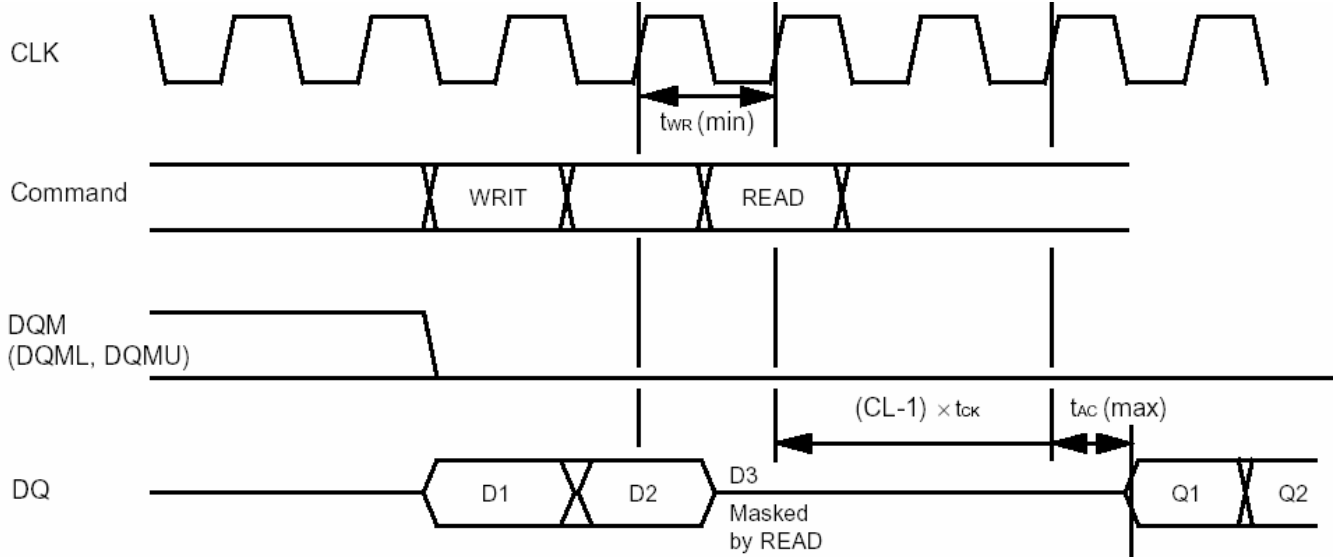 CLK
tWR (min)
Command
WRIT
READ
DQM
(DQML, DQMU)
(CL-1) × tCK
tAC (max)
DQ
D1
D2
D3
Masked
by READ
Q1
Q2